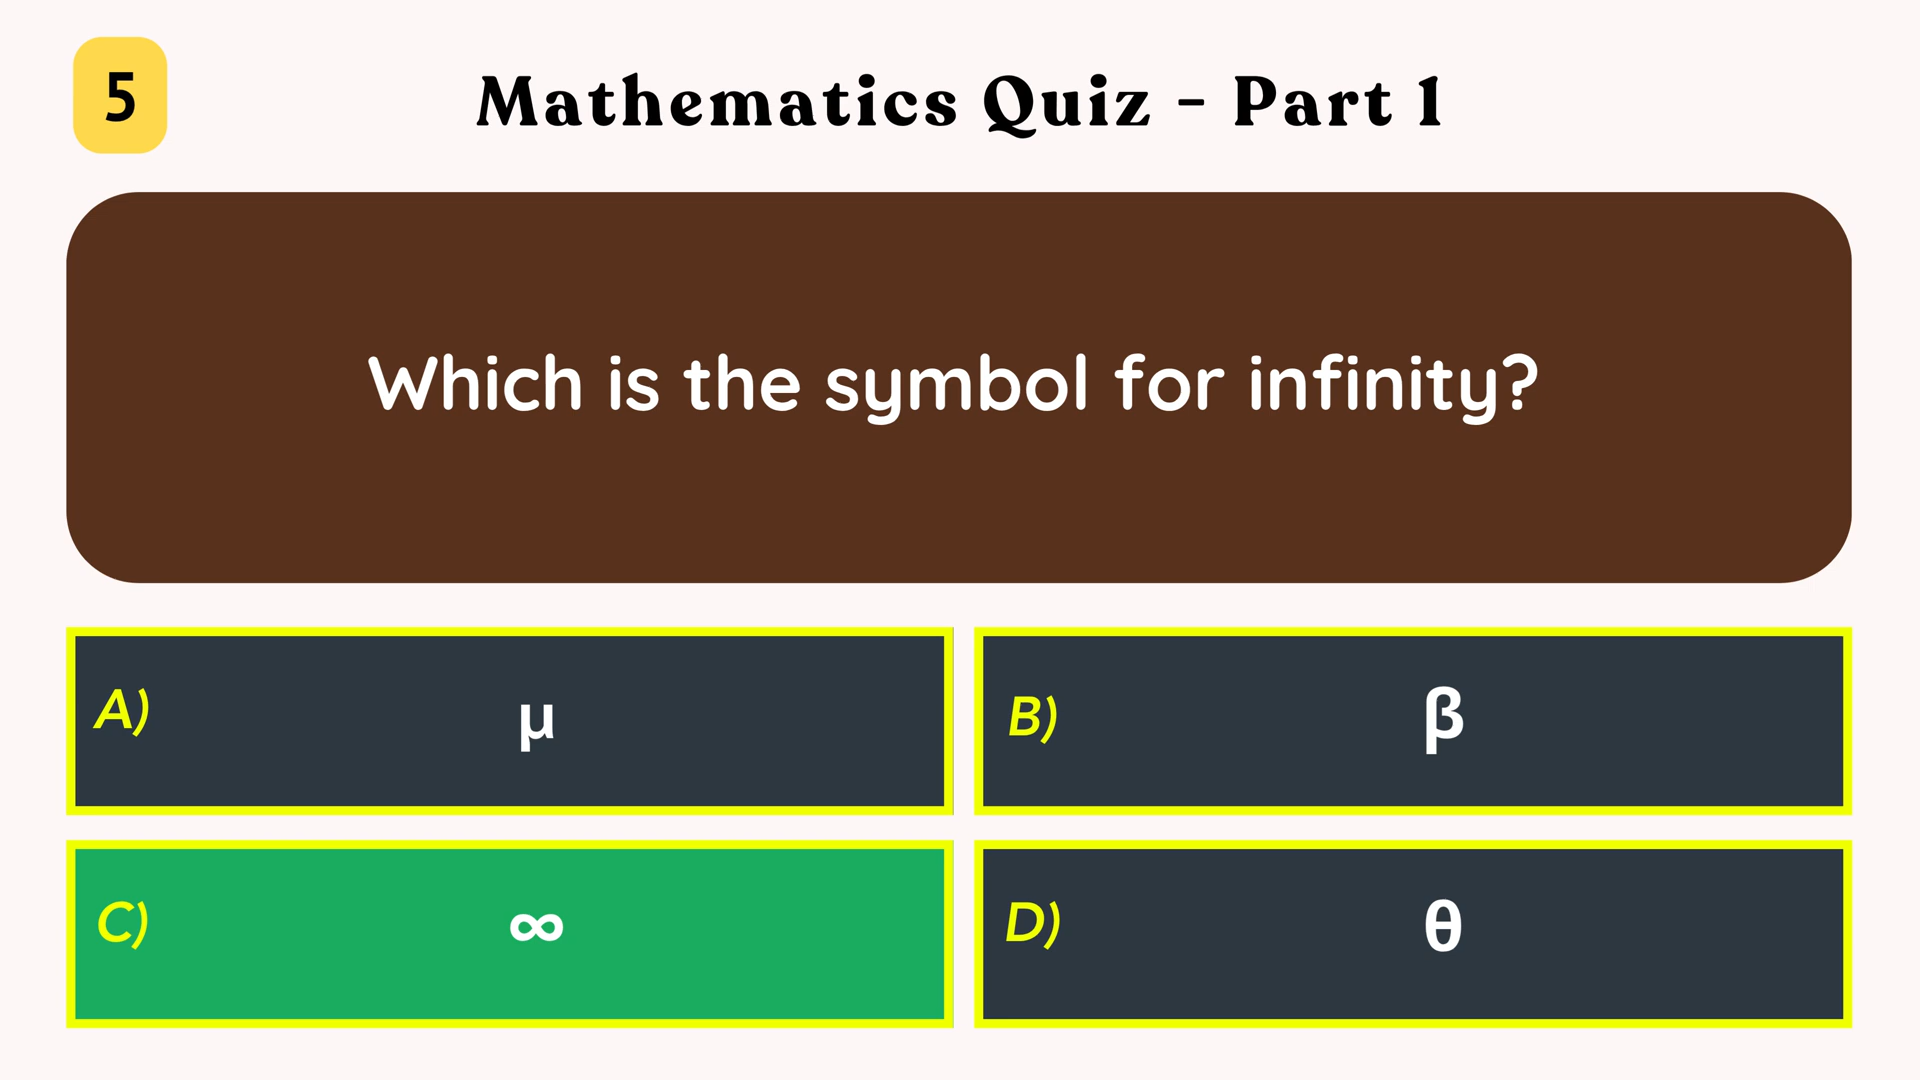 5
Mathematics Quiz - Part 1
Which is the symbol for infinity?
A) μ
B) β
C) ∞
D) θ